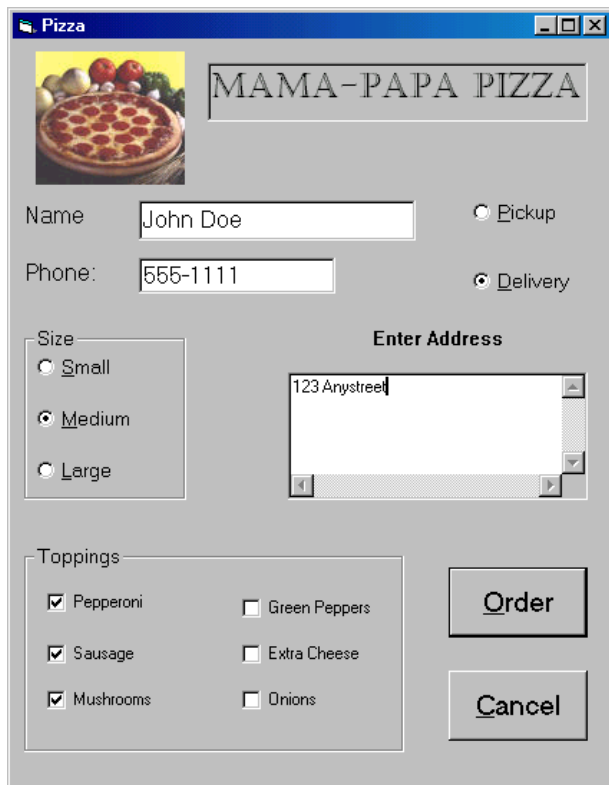 Pizza
MAMA-PAPA PIZZA
Name
John Doe
Pickup
Phone:
555-1111
Delivery
Size
Small
Medium
Large
Enter Address
123 Anystreet
Toppings
Pepperoni
Green Peppers
Sausage
Extra Cheese
Mushrooms
Onions
Order
Cancel